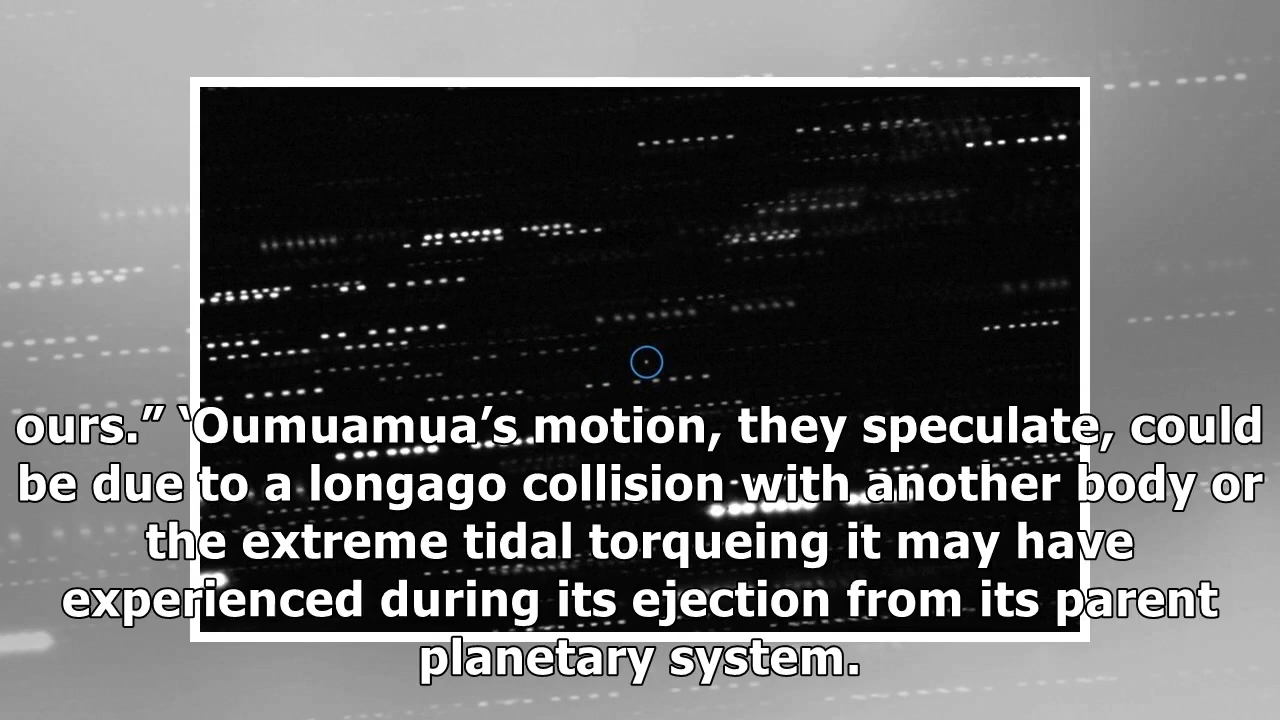 ours.” ‘Oumuamua’s motion, they speculate, could
be due to a longago collision with another body or
the extreme tidal torqueing it may have
experienced during its ejection from its parent
planetary system.